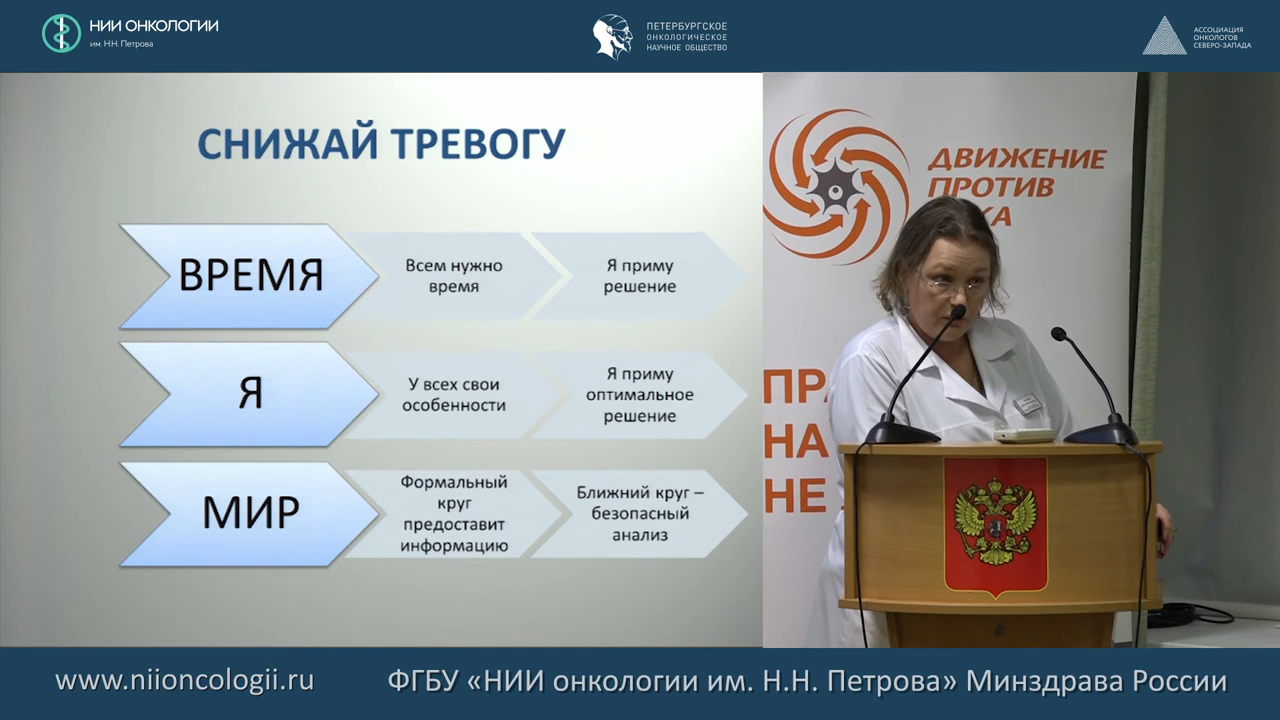 НИИ ОНКОЛОГИИ
им. Н.Н. Петрова
ПЕТЕРБУРГСКОЕ
ОНКОЛОГИЧЕСКОЕ
НАУЧНОЕ ОБЩЕСТВО
АССОЦИАЦИЯ
ОНКОЛОГОВ
СЕВЕРО-ЗАПАДА
СНИЖАЙ ТРЕВОГУ
ВРЕМЯ
Всем нужно
время
Я приму
решение
Я
У всех свои
особенности
Я приму
оптимальное
решение
МИР
Формальный
круг
предоставит
информацию
Ближний круг –
безопасный
анализ
ДВИЖЕНИЕ
ПРОТИВ
НА
НЕ
www.niioncologii.ru
ФГБУ «НИИ онкологии им. Н.Н. Петрова» Минздрава России